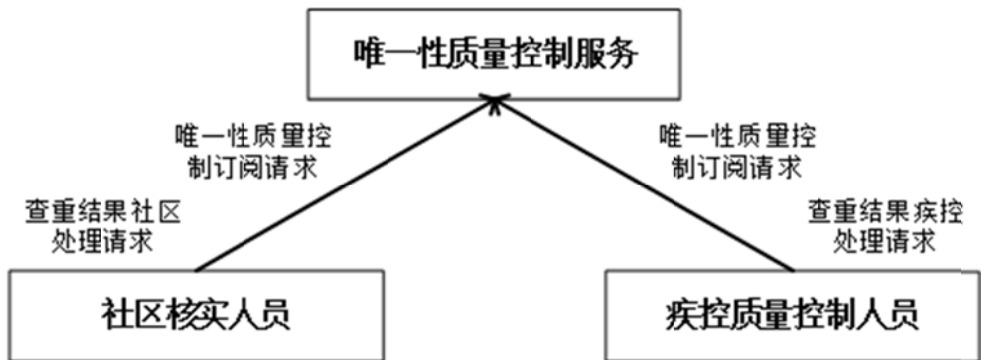 唯一性质量控制服务
唯一性质量控
制订阅请求
唯一性质量控
制订阅请求
查重结果社区
处理请求
查重结果疾控
处理请求
社区核实人员
疾控质量控制人员